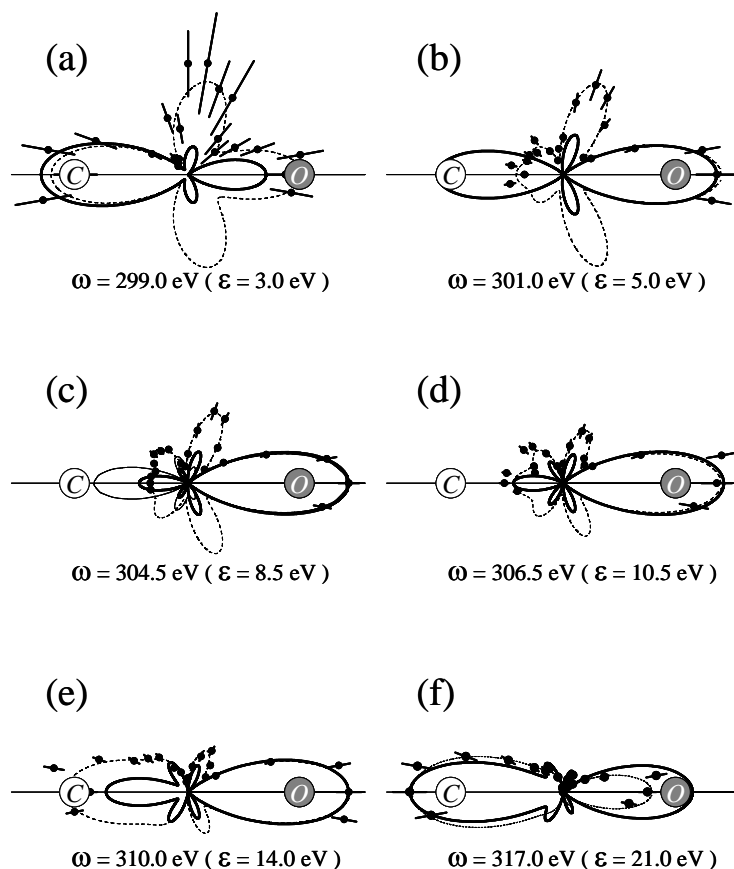 (a) (b)
C O C O
ω = 299.0 eV ( ε = 3.0 eV ) ω = 301.0 eV ( ε = 5.0 eV )
(c) (d)
C O C O
ω = 304.5 eV ( ε = 8.5 eV ) ω = 306.5 eV ( ε = 10.5 eV )
(e) (f)
C O C O
ω = 310.0 eV ( ε = 14.0 eV ) ω = 317.0 eV ( ε = 21.0 eV )